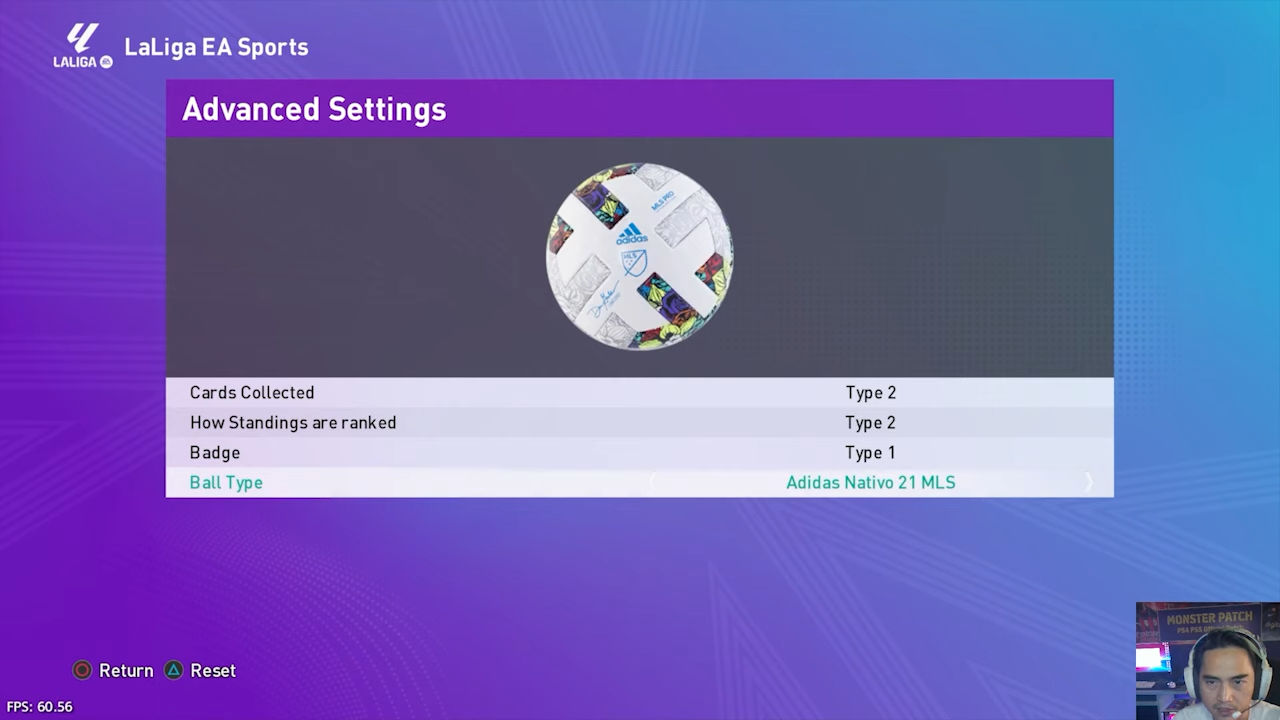 LALIGA
LaLiga EA Sports
Advanced Settings
MLS PRO
adidas
MLS
Cards Collected Type 2
How Standings are ranked Type 2
Badge Type 1
Ball Type Adidas Nativo 21 MLS
Return Reset
FPS: 60.56
MONSTER PATCH